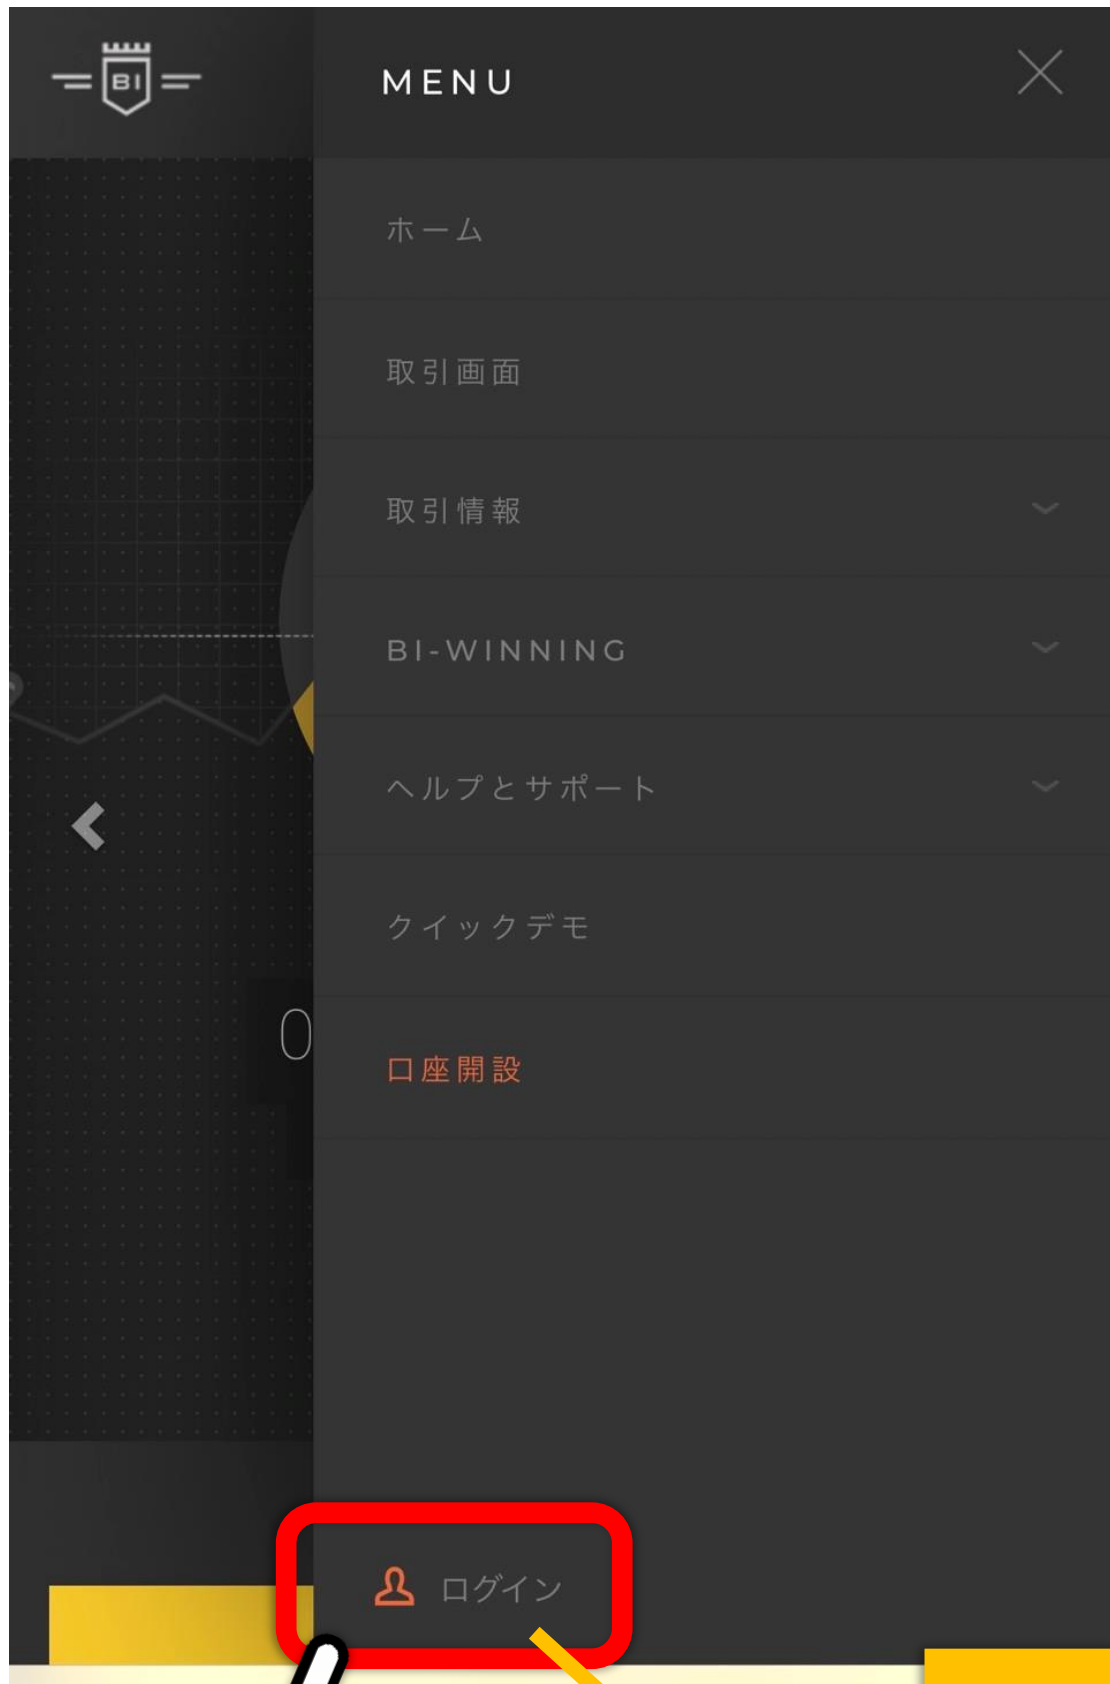 BI
MENU
ホーム
取引画面
取引情報
BI-WINNING
ヘルプとサポート
クイックデモ
0
口座開設
ログイン